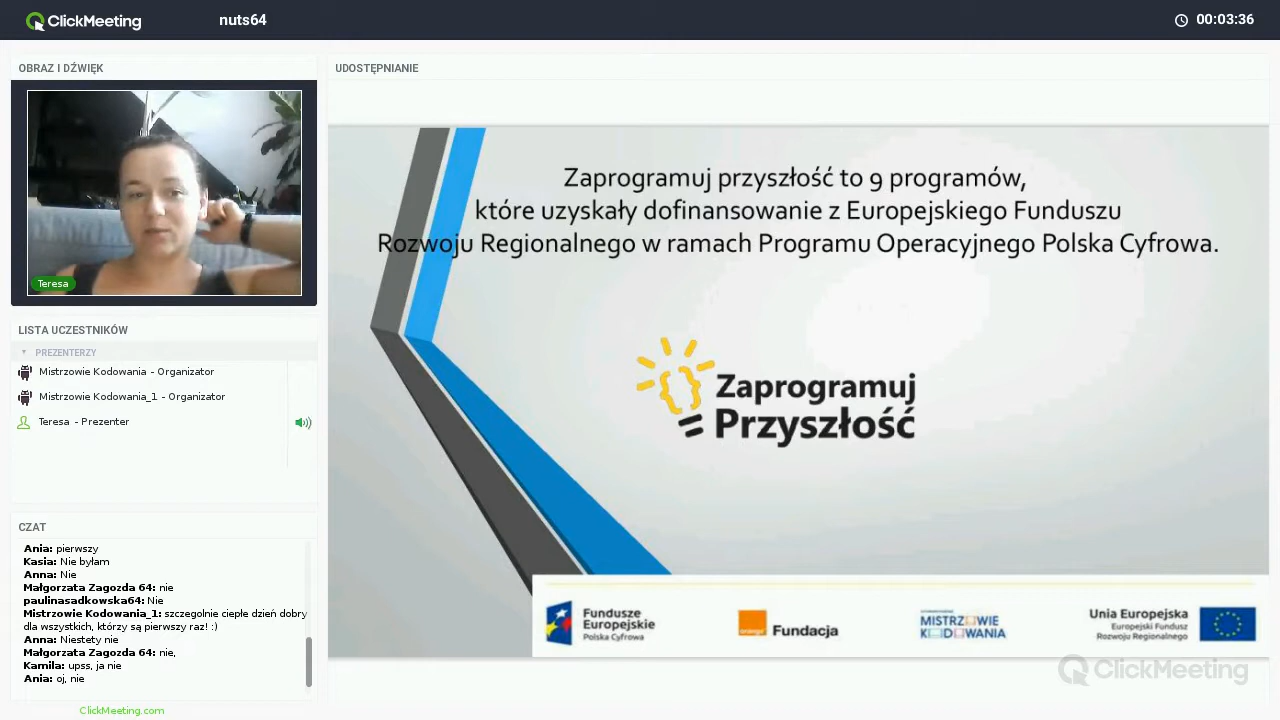 ClickMeeting
nuts64
00:03:36
OBRAZ I DŹWIĘK
Teresa
LISTA UCZESTNIKÓW
PREZENTERZY
Mistrzowie Kodowania - Organizator
Mistrzowie Kodowania_1 - Organizator
Teresa - Prezenter
CZAT
Ania: pierwszy
Kasia: Nie byłam
Anna: Nie
Małgorzata Zagozda 64: nie
paulinasadkowska64: Nie
Mistrzowie Kodowania_1: szczegolnie ciepłe dzień dobry
dla wszystkich, którzy są pierwszy raz! :)
Anna: Niestety nie
Małgorzata Zagozda 64: nie,
Kamila: upss, ja nie
Ania: oj, nie
ClickMeeting.com
UDOSTĘPNIANIE
Zaprogramuj przyszłość to 9 programów,
które uzyskały dofinansowanie z Europejskiego Funduszu
Rozwoju Regionalnego w ramach Programu Operacyjnego Polska Cyfrowa.
Zaprogramuj
Przyszłość
Fundusze
Europejskie
Polska Cyfrowa
orange
Fundacja
MISTRZOWIE
KODOWANIA
Unia Europejska
Europejski Fundusz
Rozwoju Regionalnego
ClickMeeting